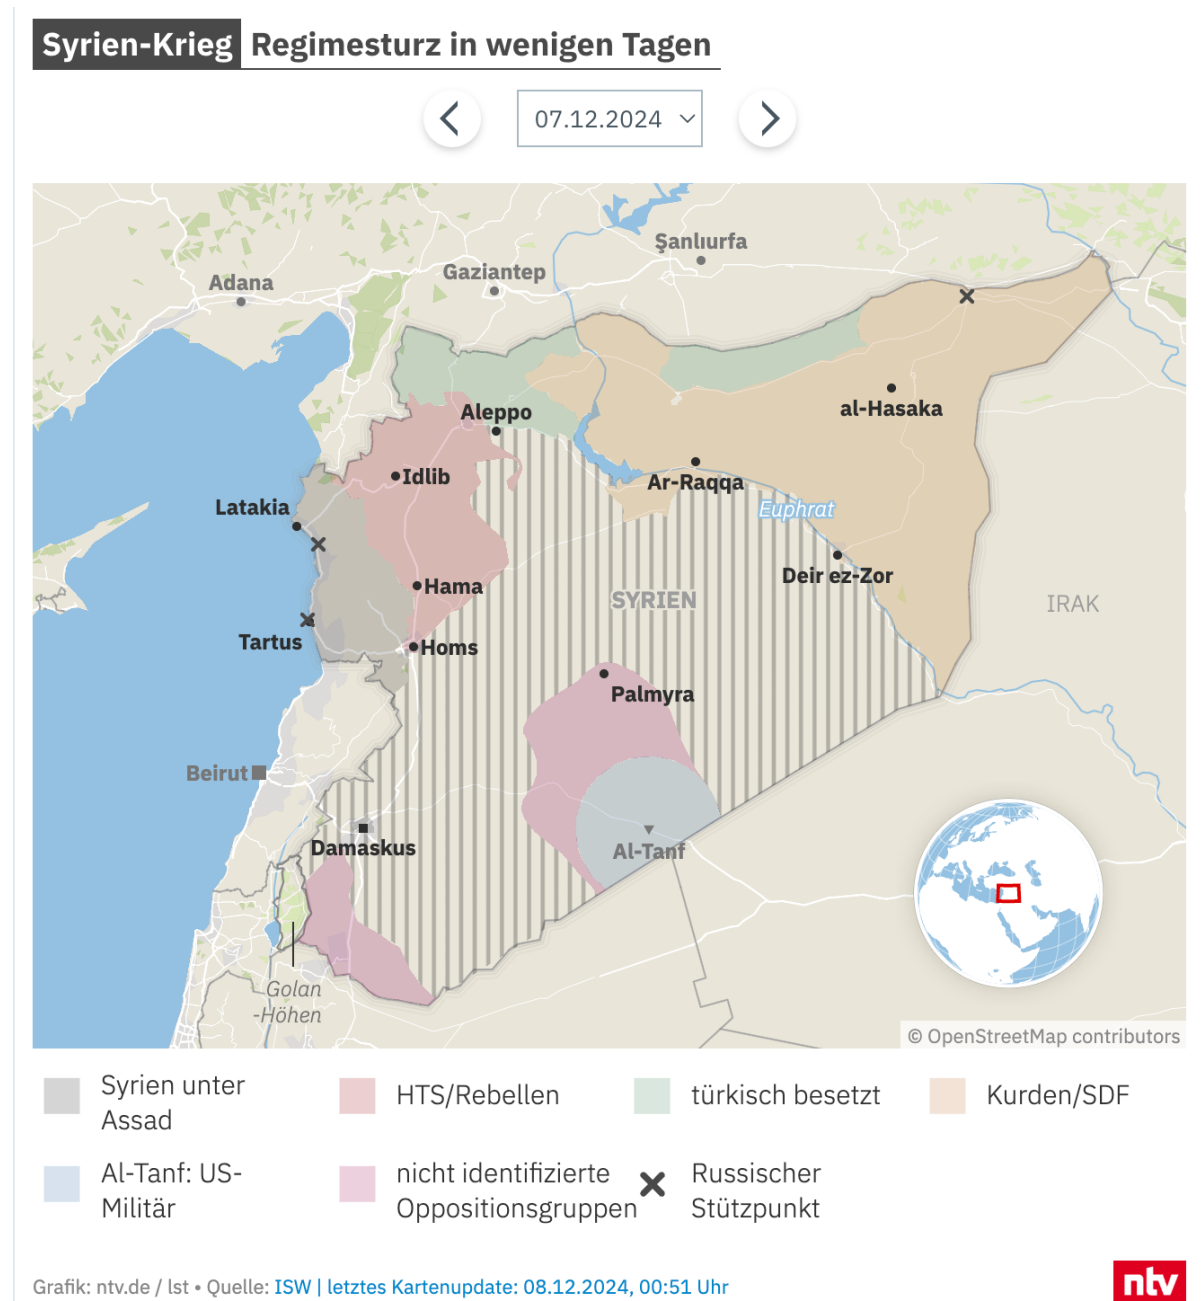 Syrien-Krieg Regimesturz in wenigen Tagen
07.12.2024
Şanlıurfa
Gaziantep
Adana
Aleppo
al-Hasaka
Idlib
Ar-Raqqa
Latakia
Euphrat
Deir ez-Zor
Hama
SYRIEN
IRAK
Tartus
Homs
Palmyra
Beirut
Damaskus
Al-Tanf
Golan
-Höhen
© OpenStreetMap contributors
Syrien unter
Assad
HTS/Rebellen
türkisch besetzt
Kurden/SDF
Al-Tanf: US-
Militär
nicht identifizierte
Oppositionsgruppen
Russischer
Stützpunkt
Grafik: ntv.de / lst • Quelle: ISW | letztes Kartenupdate: 08.12.2024, 00:51 Uhr
ntv